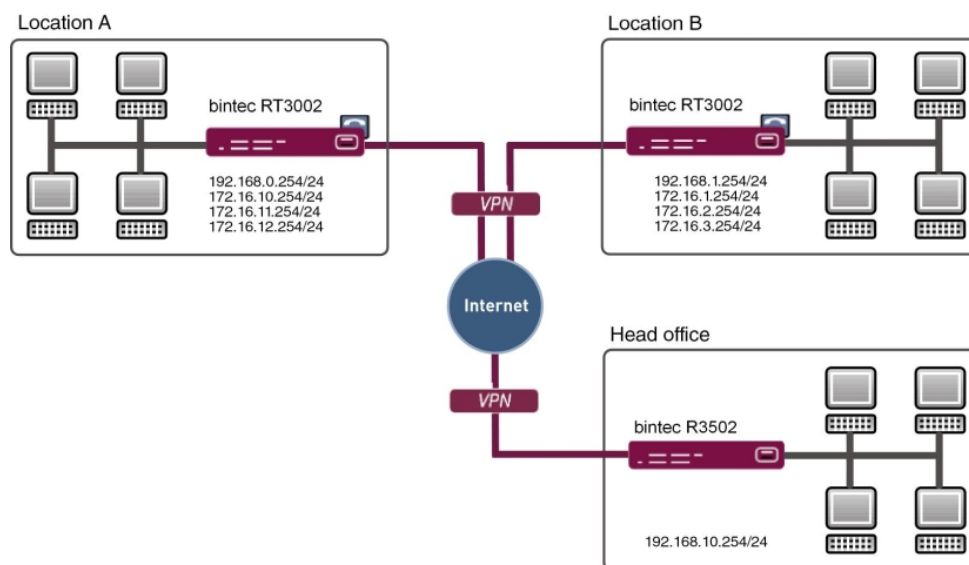 Location A
bintec RT3002
192.168.0.254/24
172.16.10.254/24
172.16.11.254/24
172.16.12.254/24
Location B
bintec RT3002
192.168.1.254/24
172.16.1.254/24
172.16.2.254/24
172.16.3.254/24
VPN
Internet
VPN
Head office
bintec R3502
192.168.10.254/24